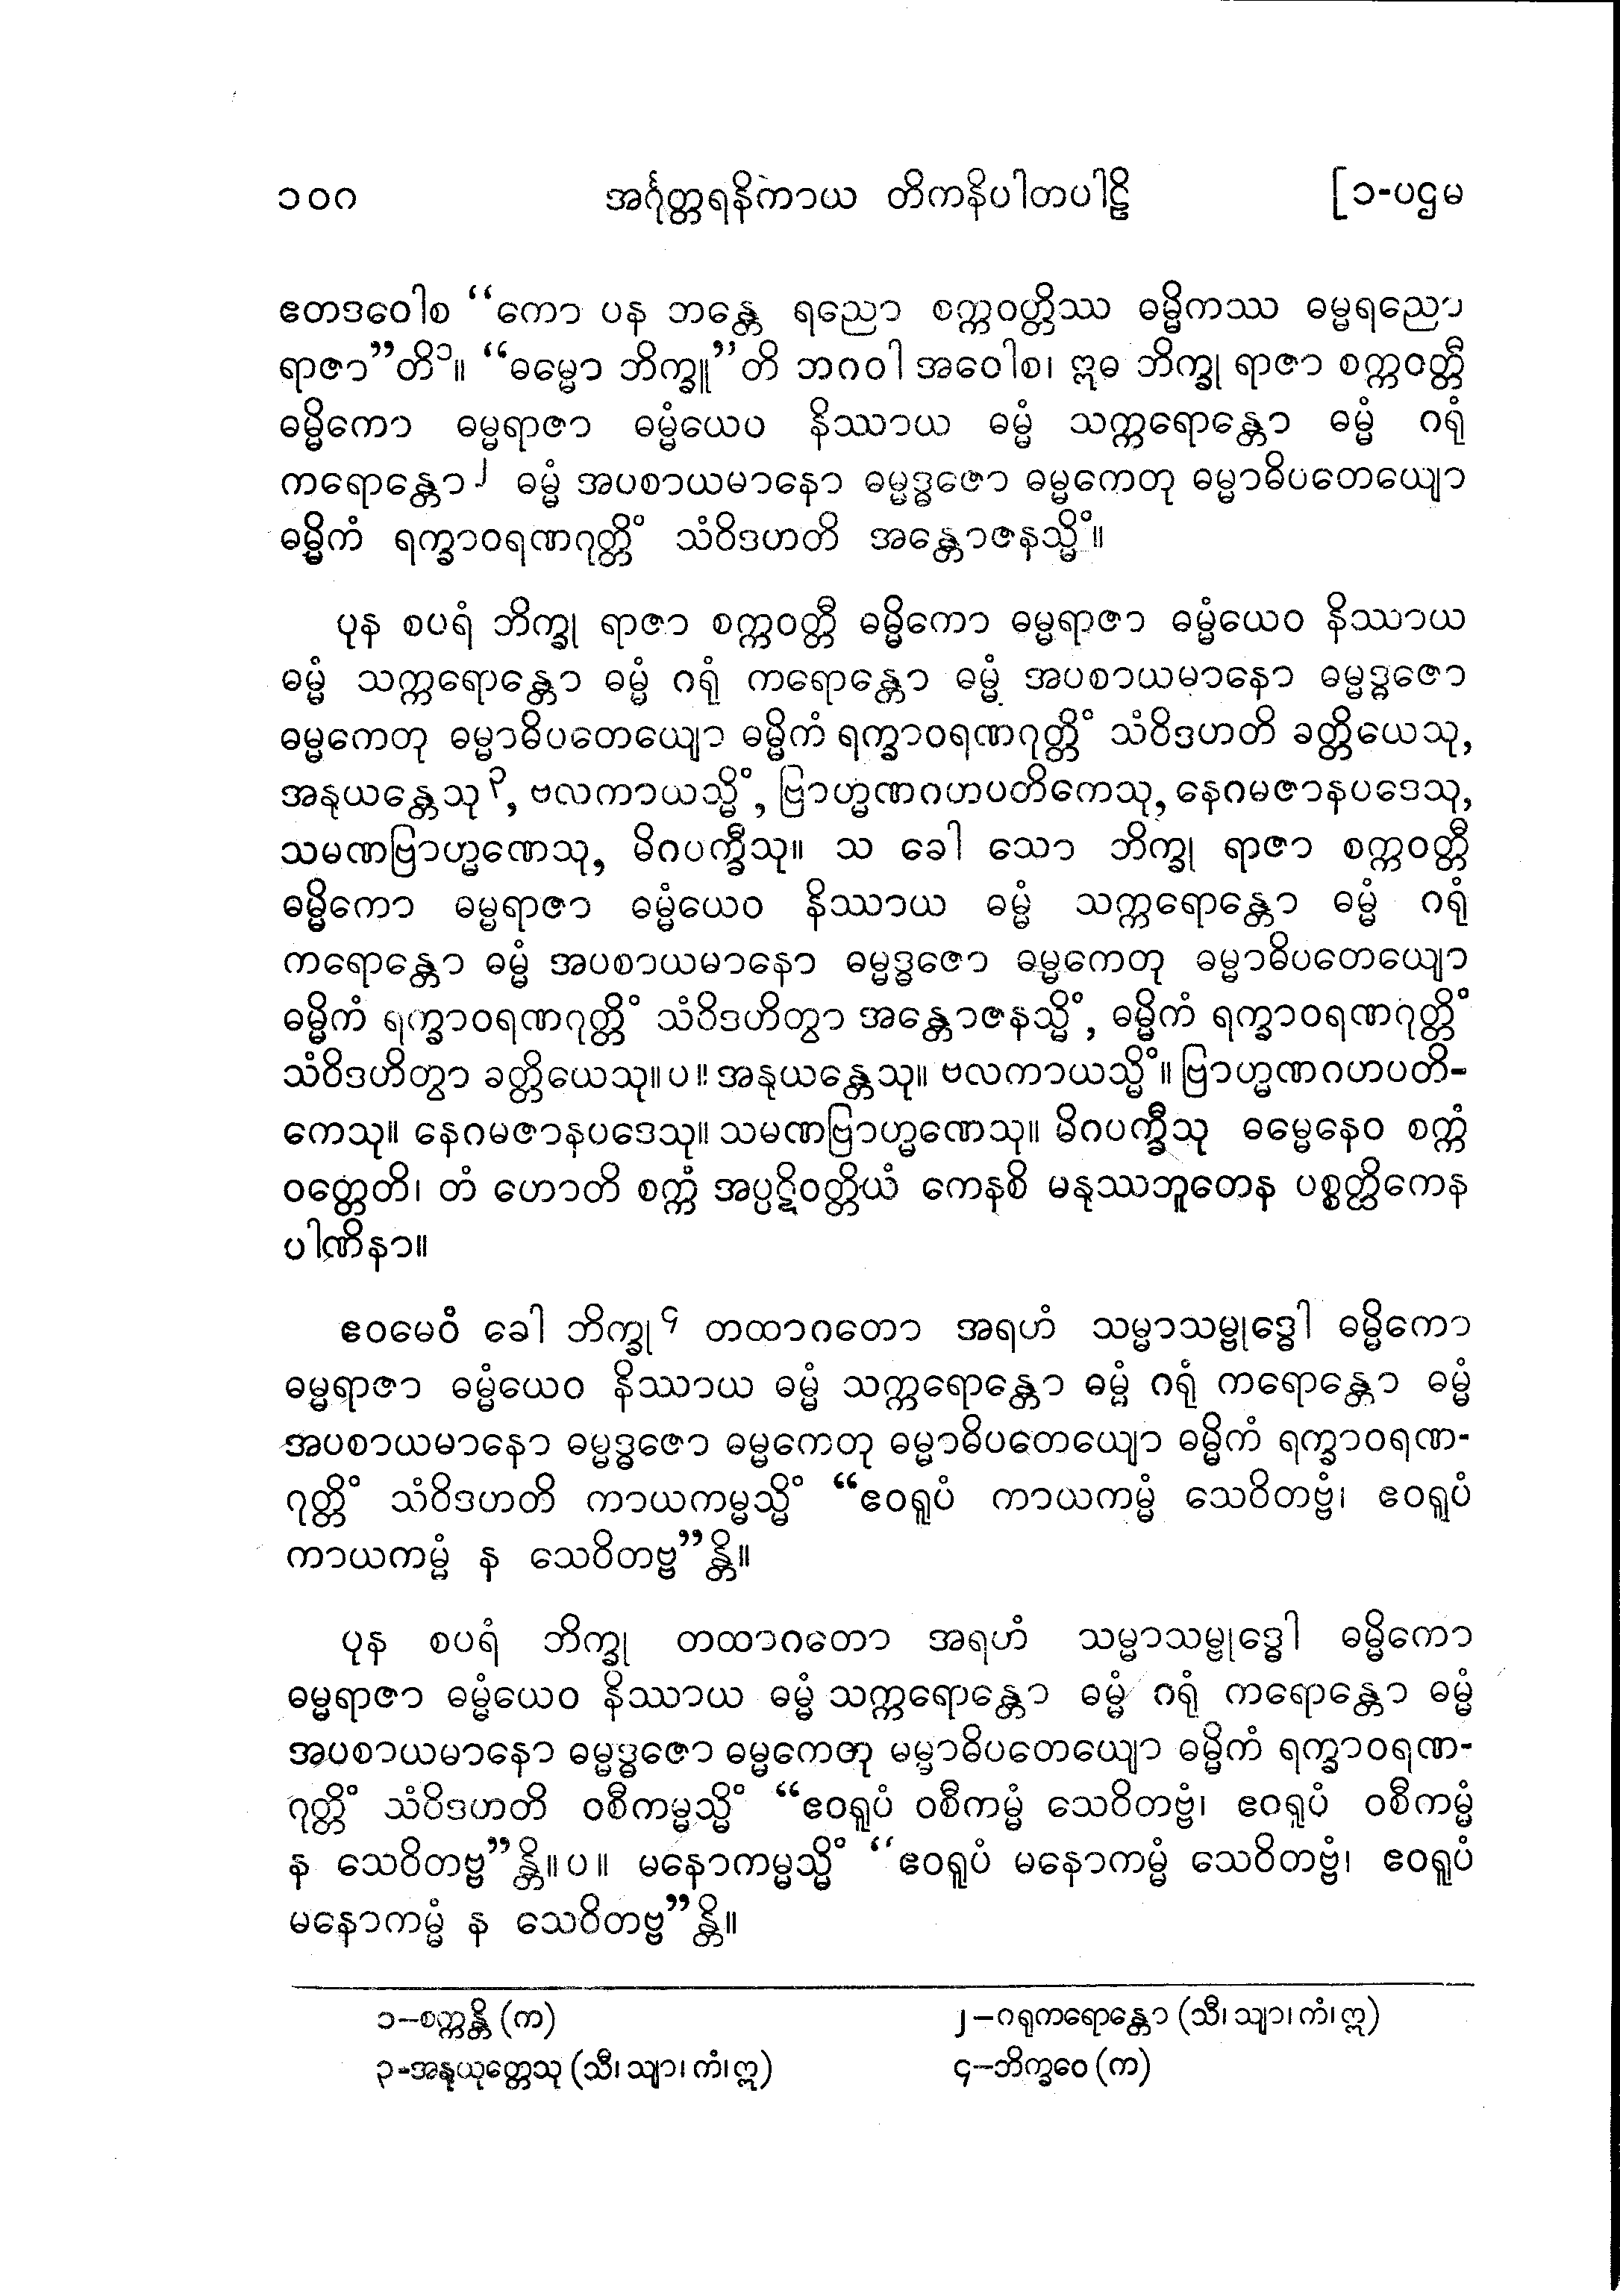 ၁၀၈ အင်္ဂုတ္တရနိကာယ တိကနိပါတပါဠိ [၁-ပဌမ
ဧတဒဝေါစ “ကော ပန ဘန္တေ ရညော စက္ကဝတ္တိဿ ဓမ္မိကဿ ဓမ္မရညော
ရာဇာ”တိ၁။ “ဓမ္မော ဘိက္ခူ”တိ ဘဂဝါ အဝေါစ၊ ဣဓ ဘိက္ခု ရာဇာ စက္ကဝတ္တီ
ဓမ္မိကော ဓမ္မရာဇာ ဓမ္မံယေဝ နိဿာယ ဓမ္မံ သက္ကရောန္တော ဓမ္မံ ဂရုံ
ကရောန္တော၂ ဓမ္မံ အပစာယမာနော ဓမ္မဒ္ဓဇော ဓမ္မကေတု ဓမ္မာဓိပတေယျော
ဓမ္မိကံ ရက္ခာဝရဏဂုတ္တိံ သံဝိဒဟတိ အန္တောဇနသ္မိံ။
ပုန စပရံ ဘိက္ခု ရာဇာ စက္ကဝတ္တီ ဓမ္မိကော ဓမ္မရာဇာ ဓမ္မံယေဝ နိဿာယ
ဓမ္မံ သက္ကရောန္တော ဓမ္မံ ဂရုံ ကရောန္တော ဓမ္မံ အပစာယမာနော ဓမ္မဒ္ဓဇော
ဓမ္မကေတု ဓမ္မာဓိပတေယျော ဓမ္မိကံ ရက္ခာဝရဏဂုတ္တိံ သံဝိဒဟတိ ခတ္တိယေသု,
အနုယန္တေသု၃, ဗလကာယသ္မိံ, ဗြာဟ္မဏဂဟပတိကေသု, နေဂမဇာနပဒေသု,
သမဏဗြာဟ္မဏေသု, မိဂပက္ခီသု။ သ ခေါ သော ဘိက္ခု ရာဇာ စက္ကဝတ္တီ
ဓမ္မိကော ဓမ္မရာဇာ ဓမ္မံယေဝ နိဿာယ ဓမ္မံ သက္ကရောန္တော ဓမ္မံ ဂရုံ
ကရောန္တော ဓမ္မံ အပစာယမာနော ဓမ္မဒ္ဓဇော ဓမ္မကေတု ဓမ္မာဓိပတေယျော
ဓမ္မိကံ ရက္ခာဝရဏဂုတ္တိံ သံဝိဒဟိတွာ အန္တောဇနသ္မိံ, ဓမ္မိကံ ရက္ခာဝရဏဂုတ္တိံ
သံဝိဒဟိတွာ ခတ္တိယေသု။ပ။ အနုယန္တေသု။ ဗလကာယသ္မိံ။ ဗြာဟ္မဏဂဟပတိ-
ကေသု။ နေဂမဇာနပဒေသု။ သမဏဗြာဟ္မဏေသု။ မိဂပက္ခီသု ဓမ္မေနေဝ စက္ကံ
ဝတ္တေတိ၊ တံ ဟောတိ စက္ကံ အပ္ပဋိဝတ္တိယံ ကေနစိ မနုဿဘူတေန ပစ္စတ္ထိကေန
ပါဏိနာ။
ဧဝမေဝံ ခေါ ဘိက္ခု၄ တထာဂတော အရဟံ သမ္မာသမ္ဗုဒ္ဓေါ ဓမ္မိကော
ဓမ္မရာဇာ ဓမ္မံယေဝ နိဿာယ ဓမ္မံ သက္ကရောန္တော ဓမ္မံ ဂရုံ ကရောန္တော ဓမ္မံ
အပစာယမာနော ဓမ္မဒ္ဓဇော ဓမ္မကေတု ဓမ္မာဓိပတေယျော ဓမ္မိကံ ရက္ခာဝရဏ-
ဂုတ္တိံ သံဝိဒဟတိ ကာယကမ္မသ္မိံ “ဧဝရူပံ ကာယကမ္မံ သေဝိတဗ္ဗံ၊ ဧဝရူပံ
ကာယကမ္မံ န သေဝိတဗ္ဗ”န္တိ။
ပုန စပရံ ဘိက္ခု တထာဂတော အရဟံ သမ္မာသမ္ဗုဒ္ဓေါ ဓမ္မိကော
ဓမ္မရာဇာ ဓမ္မံယေဝ နိဿာယ ဓမ္မံ သက္ကရောန္တော ဓမ္မံ ဂရုံ ကရောန္တော ဓမ္မံ
အပစာယမာနော ဓမ္မဒ္ဓဇော ဓမ္မကေတု မမ္မာဓိပတေယျော ဓမ္မိကံ ရက္ခာဝရဏ-
ဂုတ္တိံ သံဝိဒဟတိ ဝစီကမ္မသ္မိံ “ဧဝရူပံ ဝစီကမ္မံ သေဝိတဗ္ဗံ၊ ဧဝရူပံ ဝစီကမ္မံ
န သေဝိတဗ္ဗ”န္တိ။ပ။ မနောကမ္မသ္မိံ “ဧဝရူပံ မနောကမ္မံ သေဝိတဗ္ဗံ၊ ဧဝရူပံ
မနောကမ္မံ န သေဝိတဗ္ဗ”န္တိ။
၁-စက္ကန္တိ (က) ၂-ဂရုကရောန္တော (သီ၊ သျာ၊ ကံ၊ ဣ)
၃-အနုယုတ္တေသု (သီ၊ သျာ၊ ကံ၊ ဣ) ၄-ဘိက္ခဝေ (က)